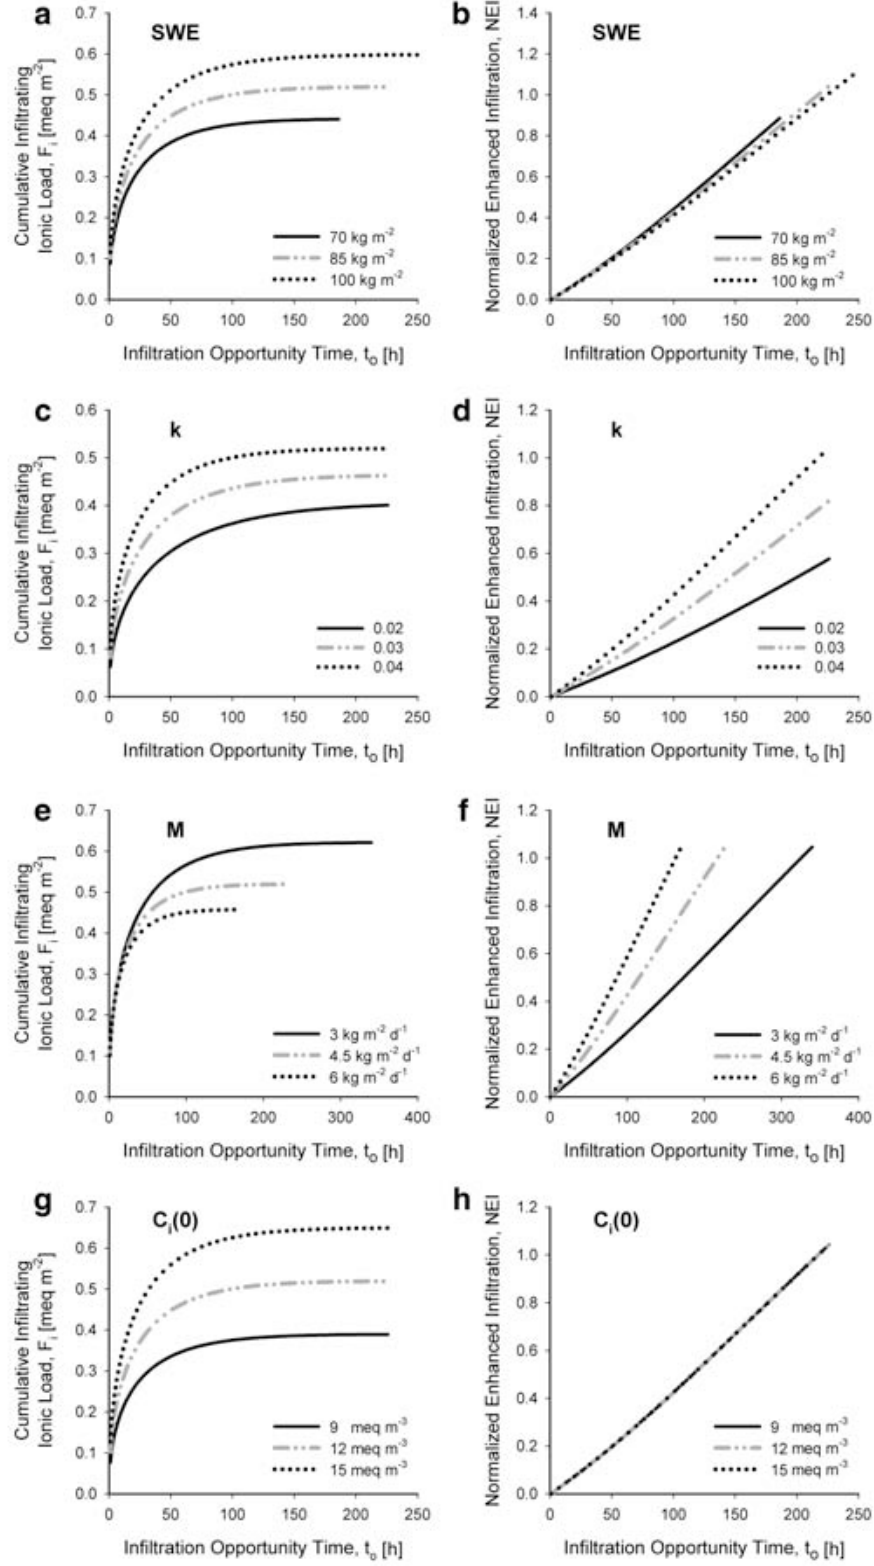 a
SWE
Cumulative Infiltrating
Ionic Load, Fᵢ [meq m⁻²]
0.7
0.6
0.5
0.4
0.3
0.2
0.1
0.0
70 kg m⁻²
85 kg m⁻²
100 kg m⁻²
0 50 100 150 200 250
Infiltration Opportunity Time, tₒ [h]
b
SWE
Normalized Enhanced Infiltration, NEI
1.4
1.2
1.0
0.8
0.6
0.4
0.2
0.0
70 kg m⁻²
85 kg m⁻²
100 kg m⁻²
0 50 100 150 200 250
Infiltration Opportunity Time, tₒ [h]
c
k
Cumulative Infiltrating
Ionic Load, Fᵢ [meq m⁻²]
0.6
0.5
0.4
0.3
0.2
0.1
0.0
0.02
0.03
0.04
0 50 100 150 200 250
Infiltration Opportunity Time, tₒ [h]
d
k
Normalized Enhanced Infiltration, NEI
1.2
1.0
0.8
0.6
0.4
0.2
0.0
0.02
0.03
0.04
0 50 100 150 200 250
Infiltration Opportunity Time, tₒ [h]
e
M
Cumulative Infiltrating
Ionic Load, Fᵢ [meq m⁻²]
0.7
0.6
0.5
0.4
0.3
0.2
0.1
0.0
3 kg m⁻² d⁻¹
4.5 kg m⁻² d⁻¹
6 kg m⁻² d⁻¹
0 100 200 300 400
Infiltration Opportunity Time, tₒ [h]
f
M
Normalized Enhanced Infiltration, NEI
1.2
1.0
0.8
0.6
0.4
0.2
0.0
3 kg m⁻² d⁻¹
4.5 kg m⁻² d⁻¹
6 kg m⁻² d⁻¹
0 100 200 300 400
Infiltration Opportunity Time, tₒ [h]
g
Cᵢ(0)
Cumulative Infiltrating
Ionic Load, Fᵢ [meq m⁻²]
0.7
0.6
0.5
0.4
0.3
0.2
0.1
0.0
9 meq m⁻³
12 meq m⁻³
15 meq m⁻³
0 50 100 150 200 250
Infiltration Opportunity Time, tₒ [h]
h
Cᵢ(0)
Normalized Enhanced Infiltration, NEI
1.2
1.0
0.8
0.6
0.4
0.2
0.0
9 meq m⁻³
12 meq m⁻³
15 meq m⁻³
0 50 100 150 200 250
Infiltration Opportunity Time, tₒ [h]